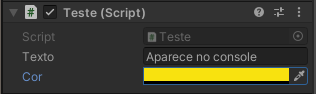 Teste (Script)
Script Teste
Texto Aparece no console
Cor